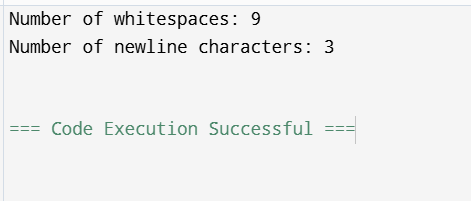 Number of whitespaces: 9
Number of newline characters: 3
=== Code Execution Successful ===